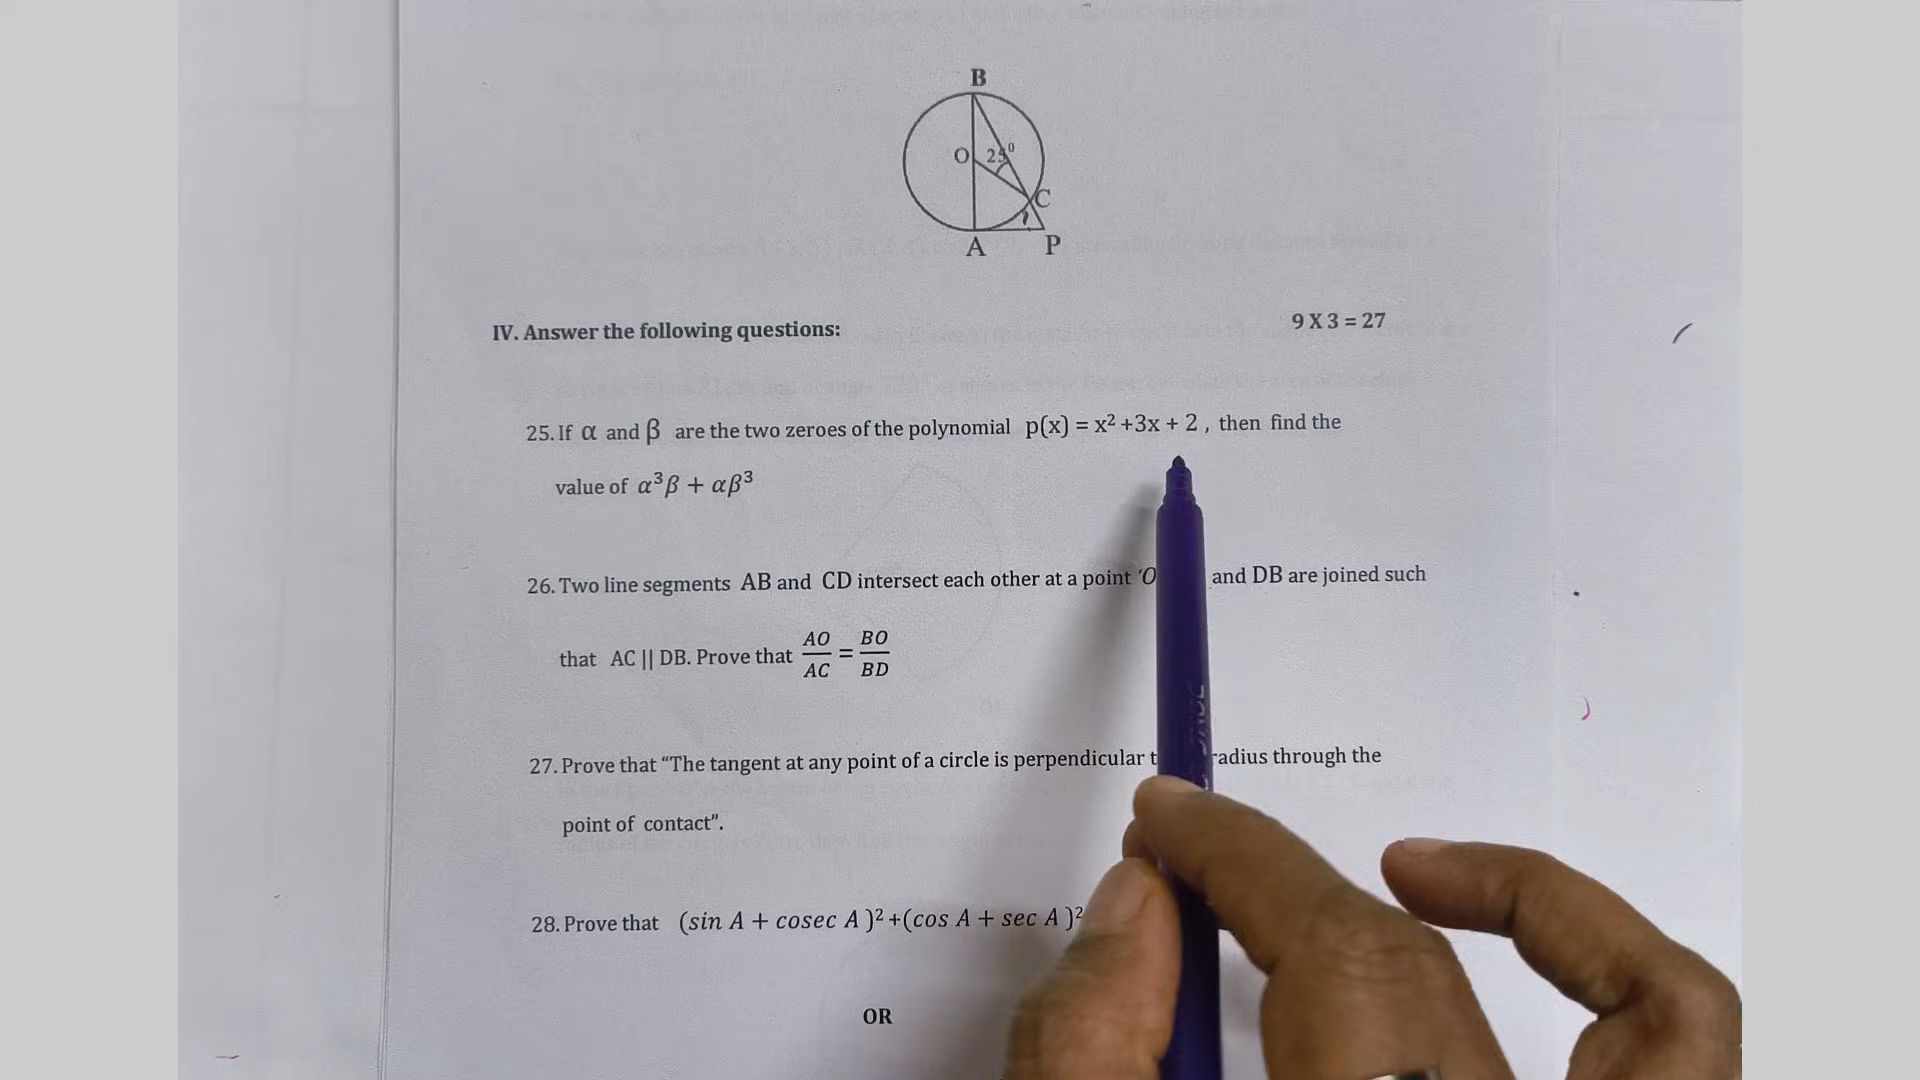 B
O 25⁰
C
A P
IV. Answer the following questions: 9 X 3 = 27
25. If α and β are the two zeroes of the polynomial p(x) = x² +3x + 2 , then find the
value of α³β + αβ³
26. Two line segments AB and CD intersect each other at a point ‘O and DB are joined such
that AC || DB. Prove that AO/AC = BO/BD
27. Prove that “The tangent at any point of a circle is perpendicular radius through the
point of contact”.
28. Prove that (sin A + cosec A )² +(cos A + sec A )²
OR